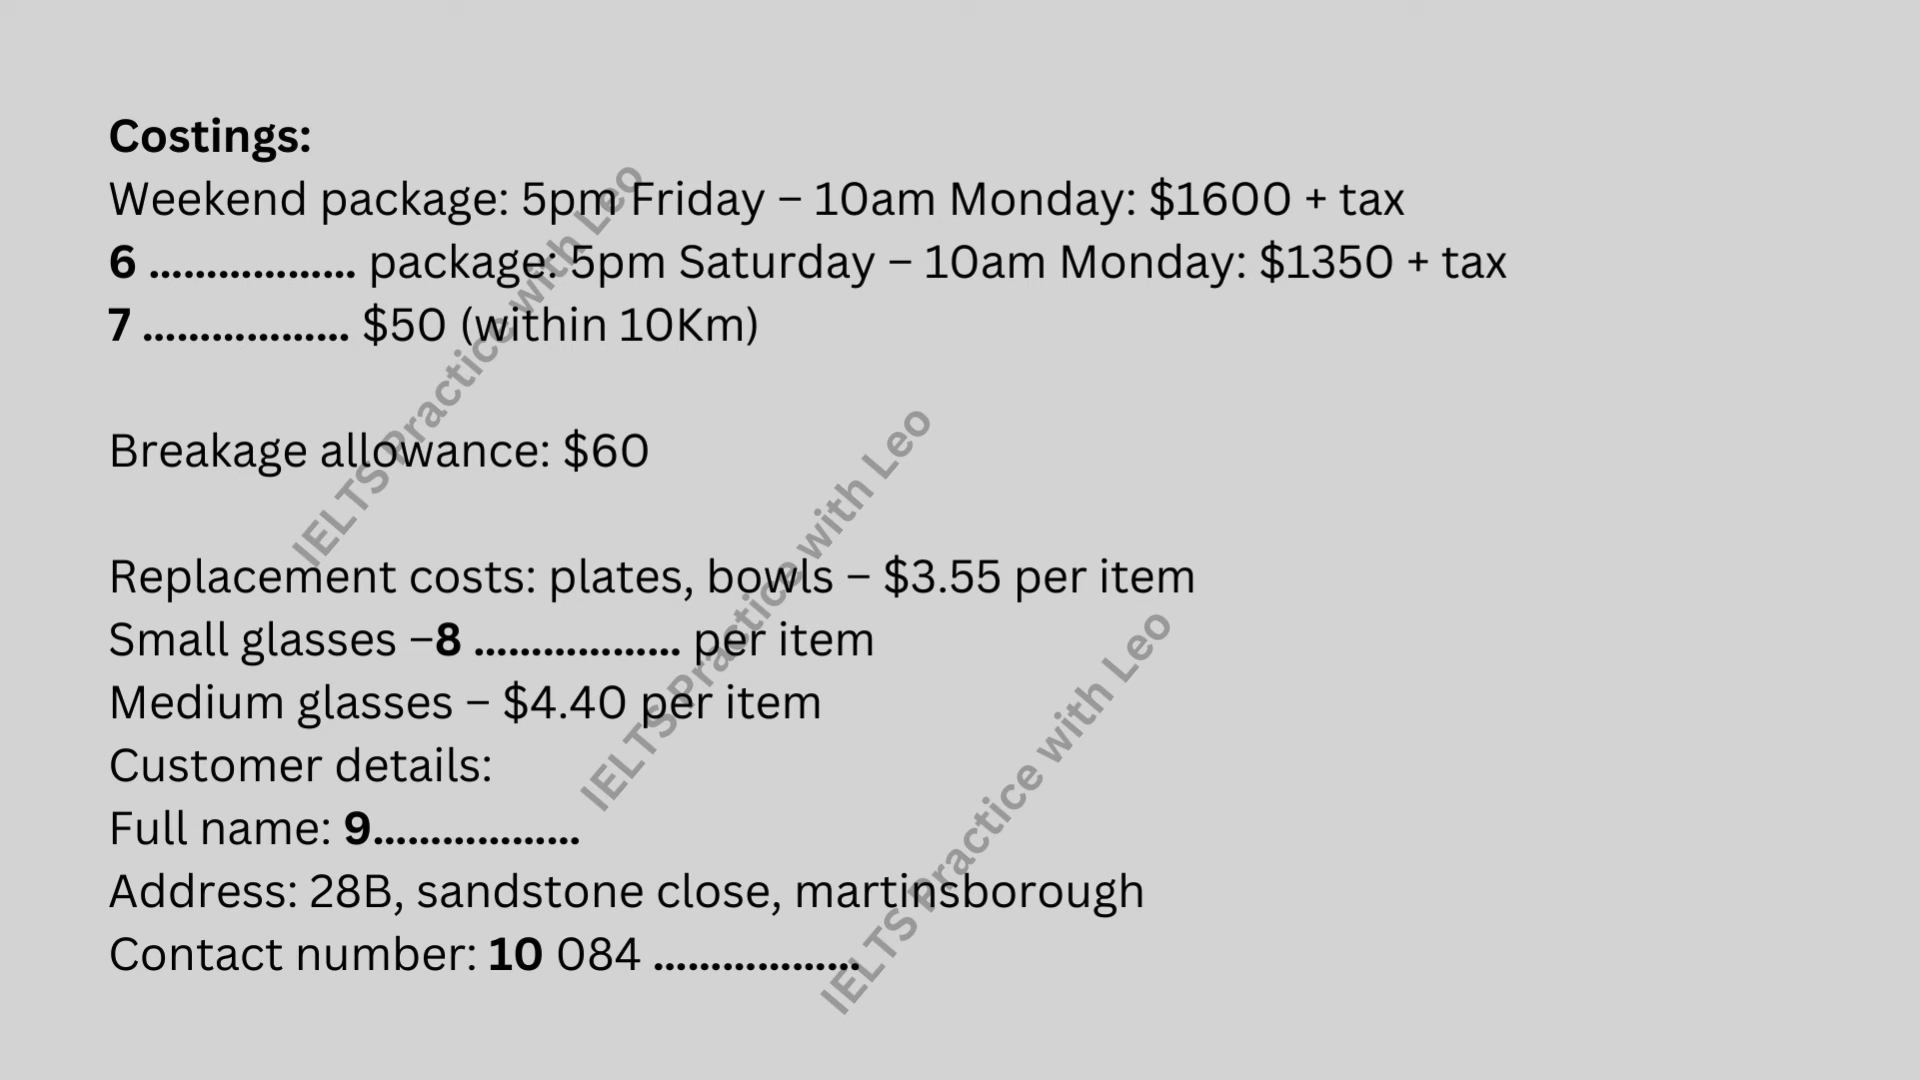 Costings:
Weekend package: 5pm Friday – 10am Monday: $1600 + tax
6 .................. package: 5pm Saturday – 10am Monday: $1350 + tax
7 .................. $50 (within 10Km)
Breakage allowance: $60
Replacement costs: plates, bowls – $3.55 per item
Small glasses –8 .................. per item
Medium glasses – $4.40 per item
Customer details:
Full name: 9..................
Address: 28B, sandstone close, martinsborough
Contact number: 10 084 ..................
IELTS Practice with Leo
IELTS Practice with Leo
IELTS Practice with Leo